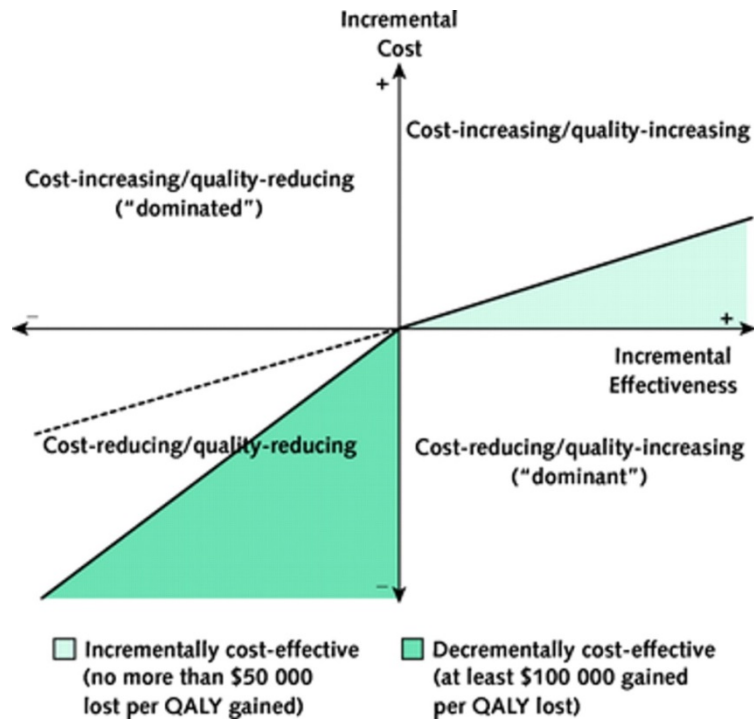 Incremental
Cost
+
Cost-increasing/quality-increasing
Cost-increasing/quality-reducing
(“dominated”)
–
+
Incremental
Effectiveness
Cost-reducing/quality-reducing
Cost-reducing/quality-increasing
(“dominant”)
–
Incrementally cost-effective
(no more than $50 000
lost per QALY gained)
Decrementally cost-effective
(at least $100 000 gained
per QALY lost)